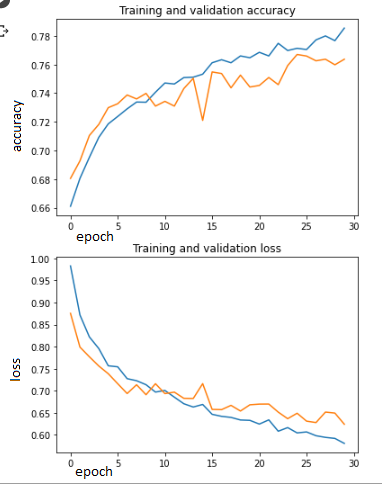 Training and validation accuracy
0.78
0.76
0.74
0.72
0.70
0.68
0.66
accuracy
0 5 10 15 20 25 30
epoch
Training and validation loss
1.00
0.95
0.90
0.85
0.80
0.75
0.70
0.65
0.60
loss
0 5 10 15 20 25 30
epoch